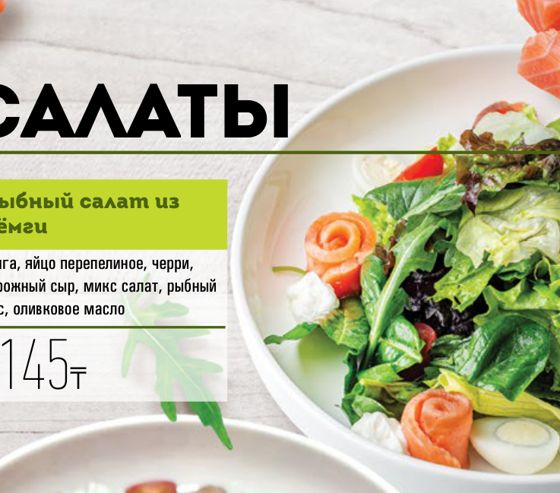 САЛАТЫ
ыбный салат из
ёмги
га, яйцо перепелиное, черри,
рожный сыр, микс салат, рыбный
с, оливковое масло
145₸